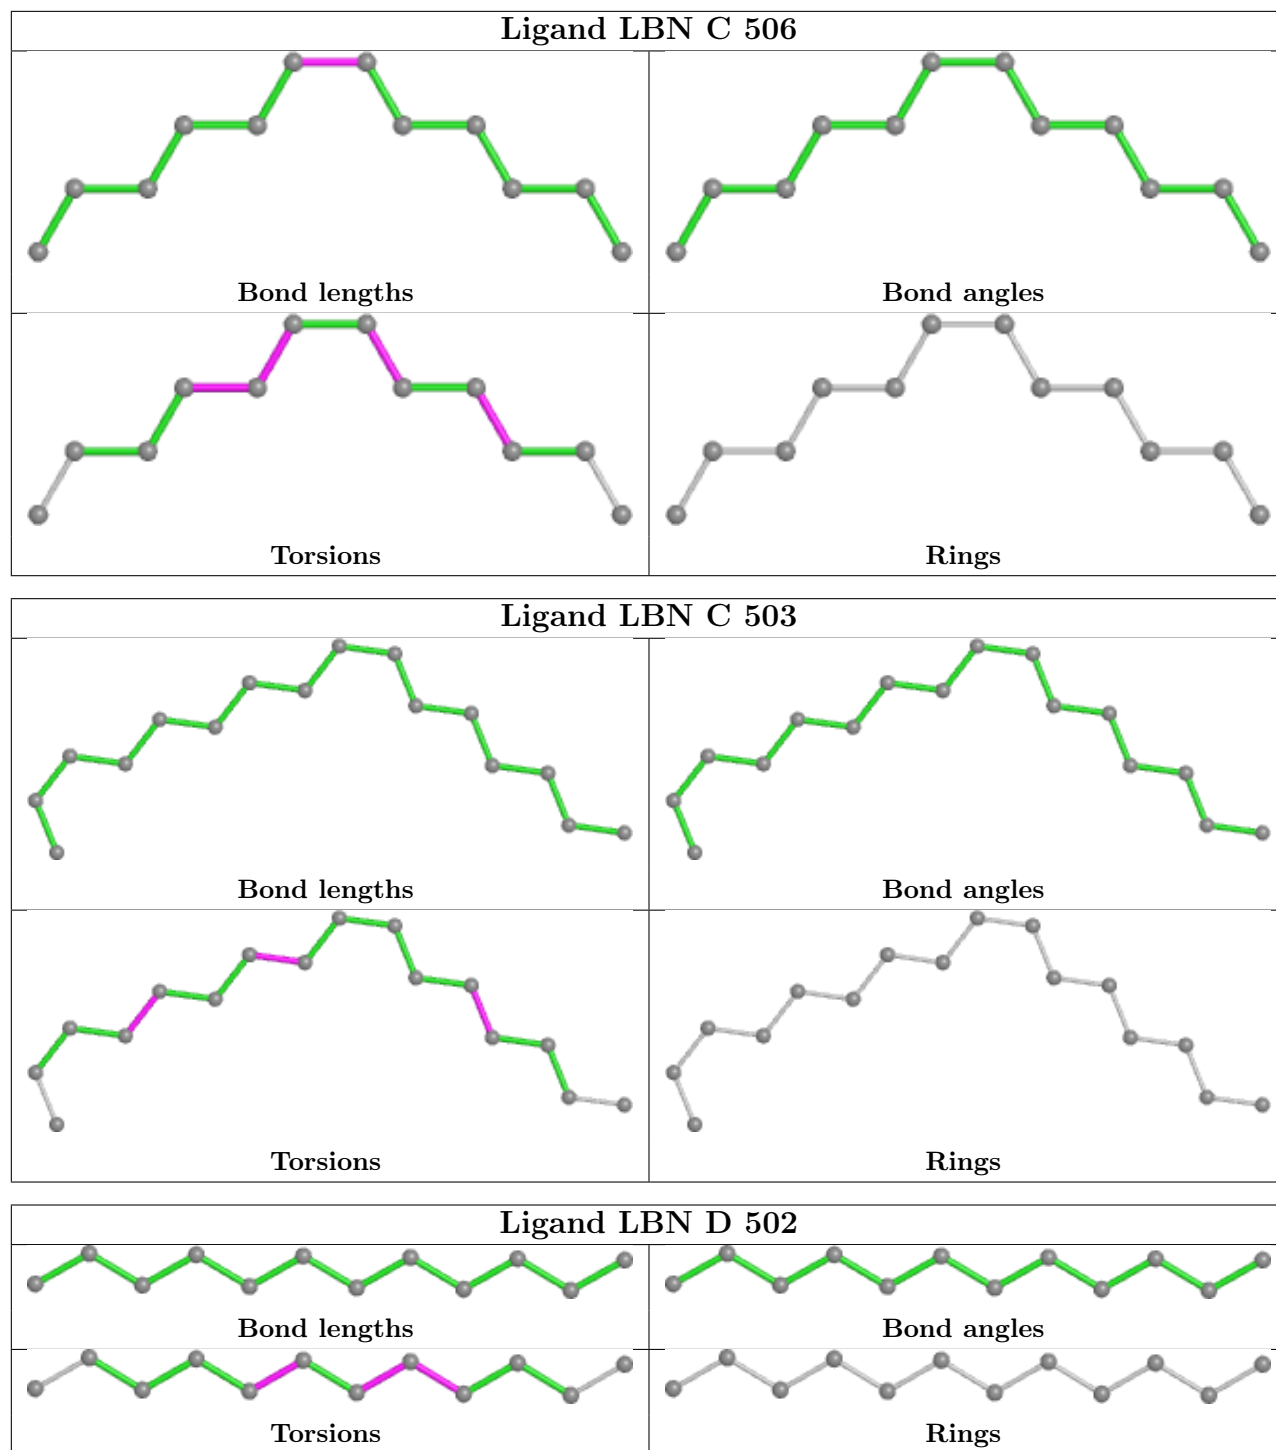 Ligand LBN C 506
Bond lengths
Bond angles
Torsions
Rings
Ligand LBN C 503
Bond lengths
Bond angles
Torsions
Rings
Ligand LBN D 502
Bond lengths
Bond angles
Torsions
Rings